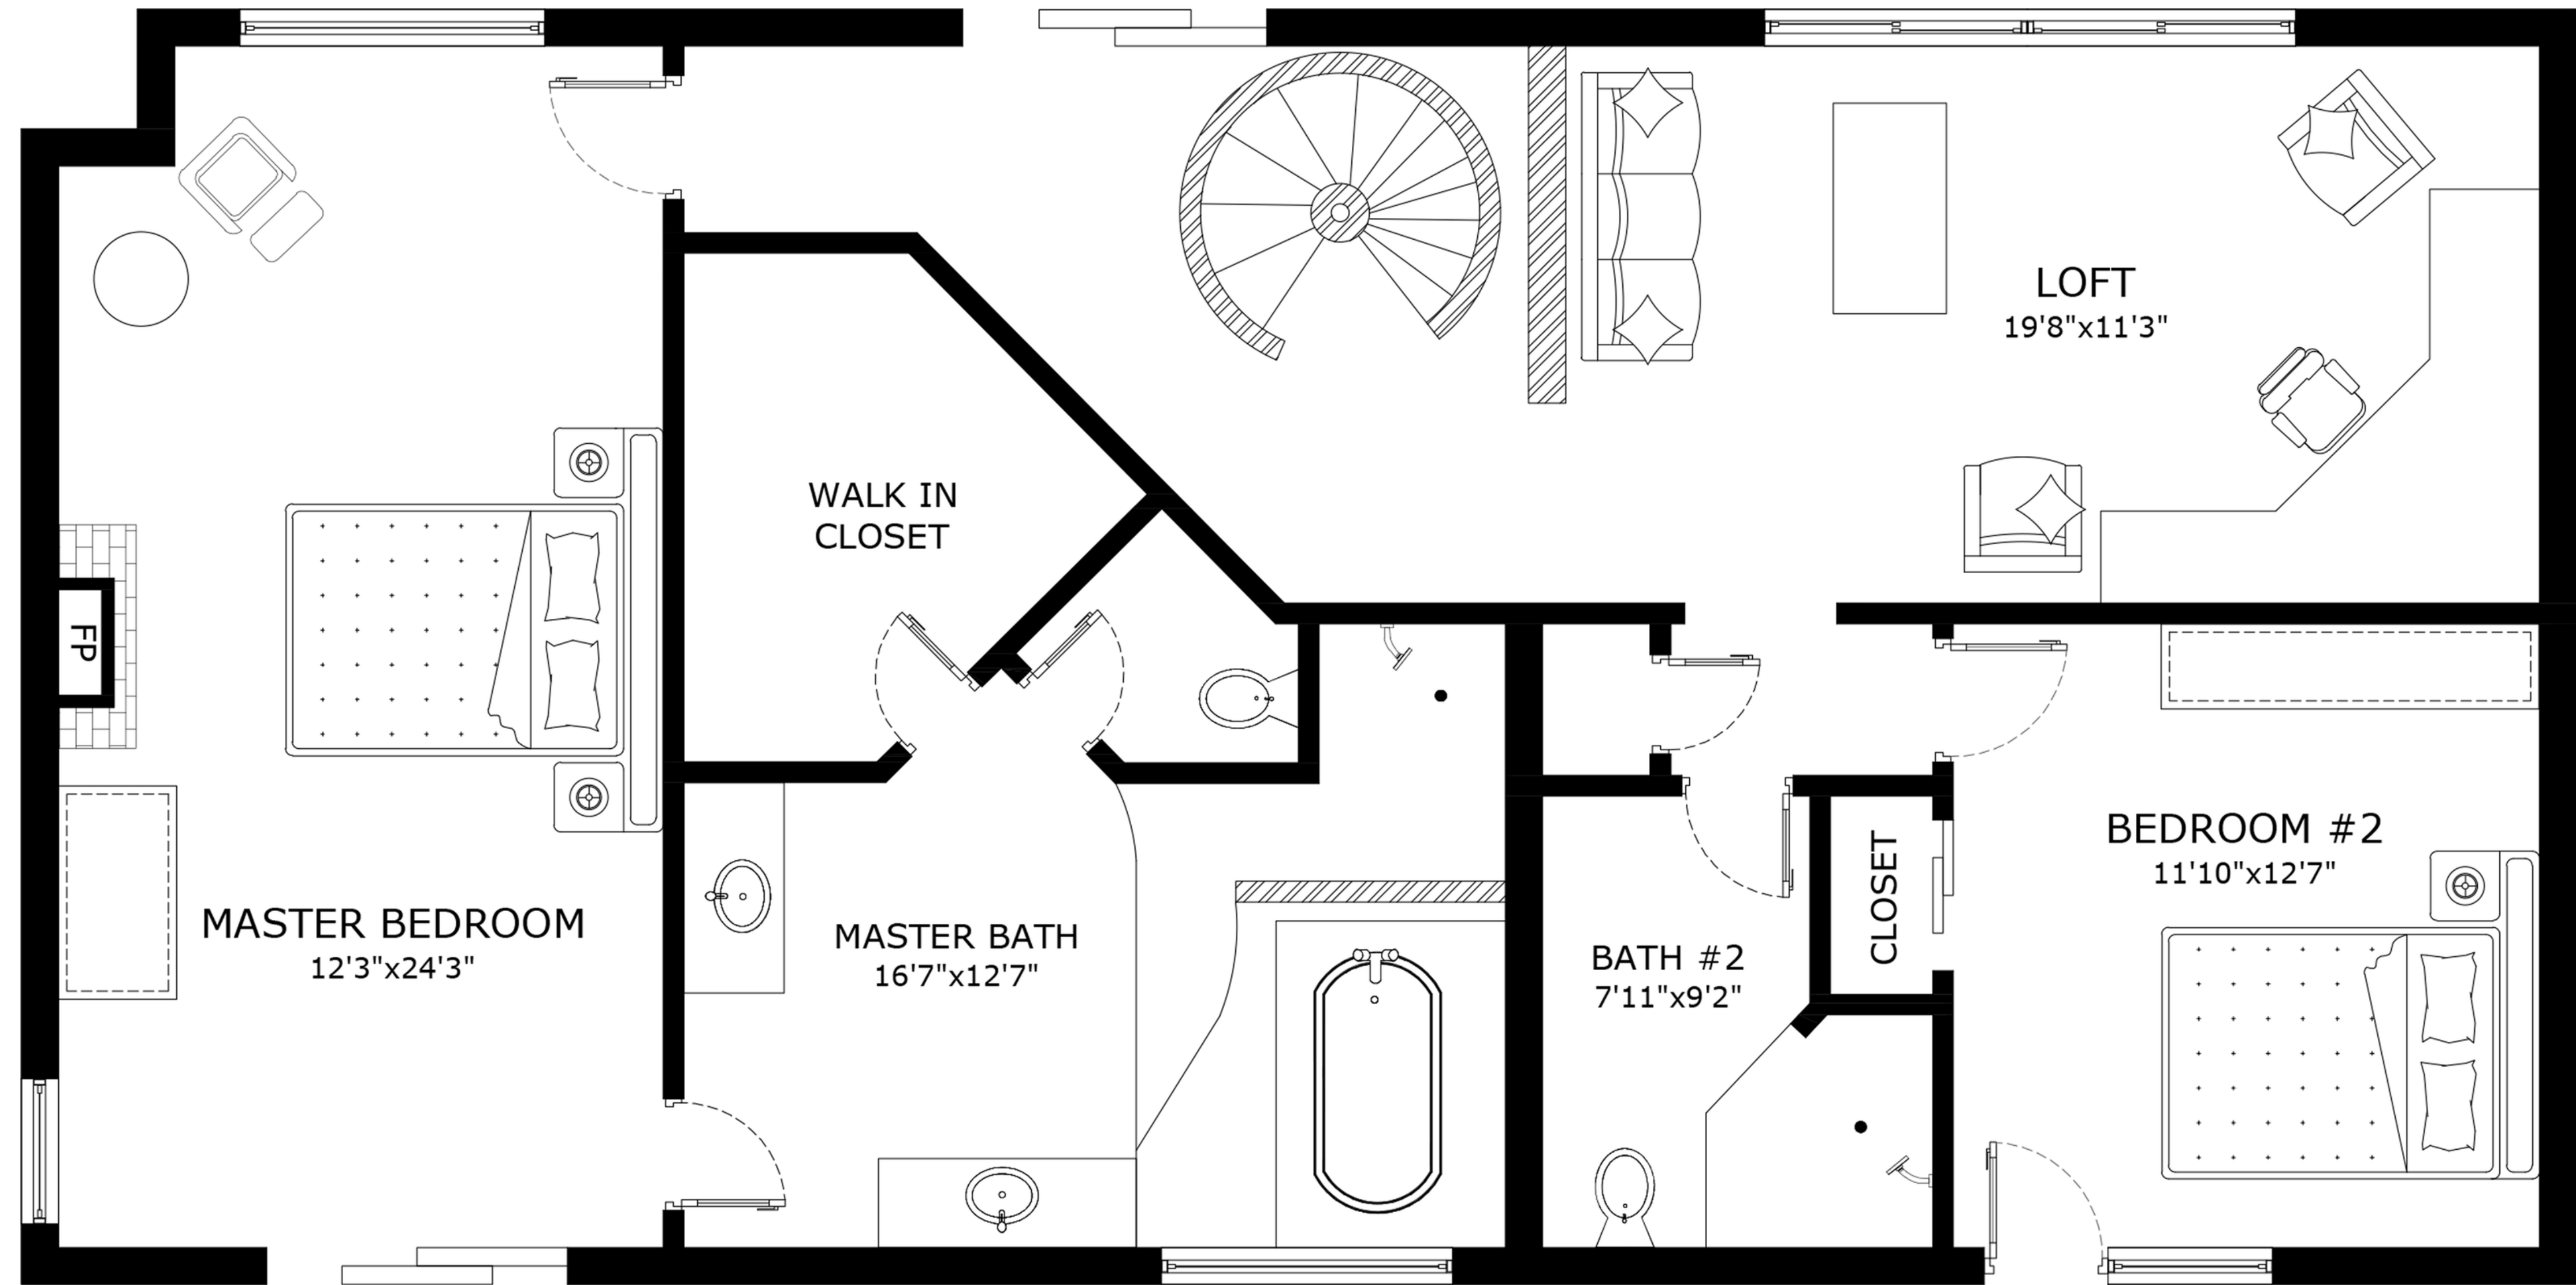 LOFT
19'8"x11'3"
WALK IN
CLOSET
FP
MASTER BEDROOM
12'3"x24'3"
MASTER BATH
16'7"x12'7"
BATH #2
7'11"x9'2"
CLOSET
BEDROOM #2
11'10"x12'7"